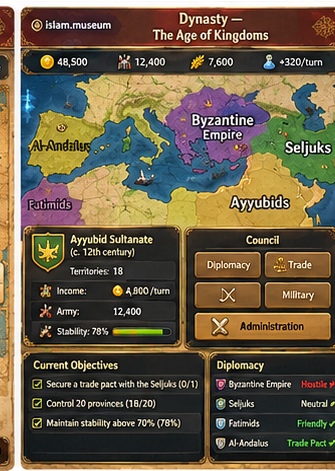 islam.museum
Dynasty —
The Age of Kingdoms
48,500
12,400
7,600
+320/turn
Byzantine
Empire
Al-Andalus
Seljuks
Fatimids
Ayyubids
Ayyubid Sultanate
(c. 12th century)
Territories: 18
Income: 4,800 /turn
Army: 12,400
Stability: 78%
Council
Diplomacy
Trade
Military
Administration
Current Objectives
Secure a trade pact with the Seljuks (0/1)
Control 20 provinces (18/20)
Maintain stability above 70% (78%)
Diplomacy
Byzantine Empire Hostile
Seljuks Neutral
Fatimids Friendly
Al-Andalus Trade Pact